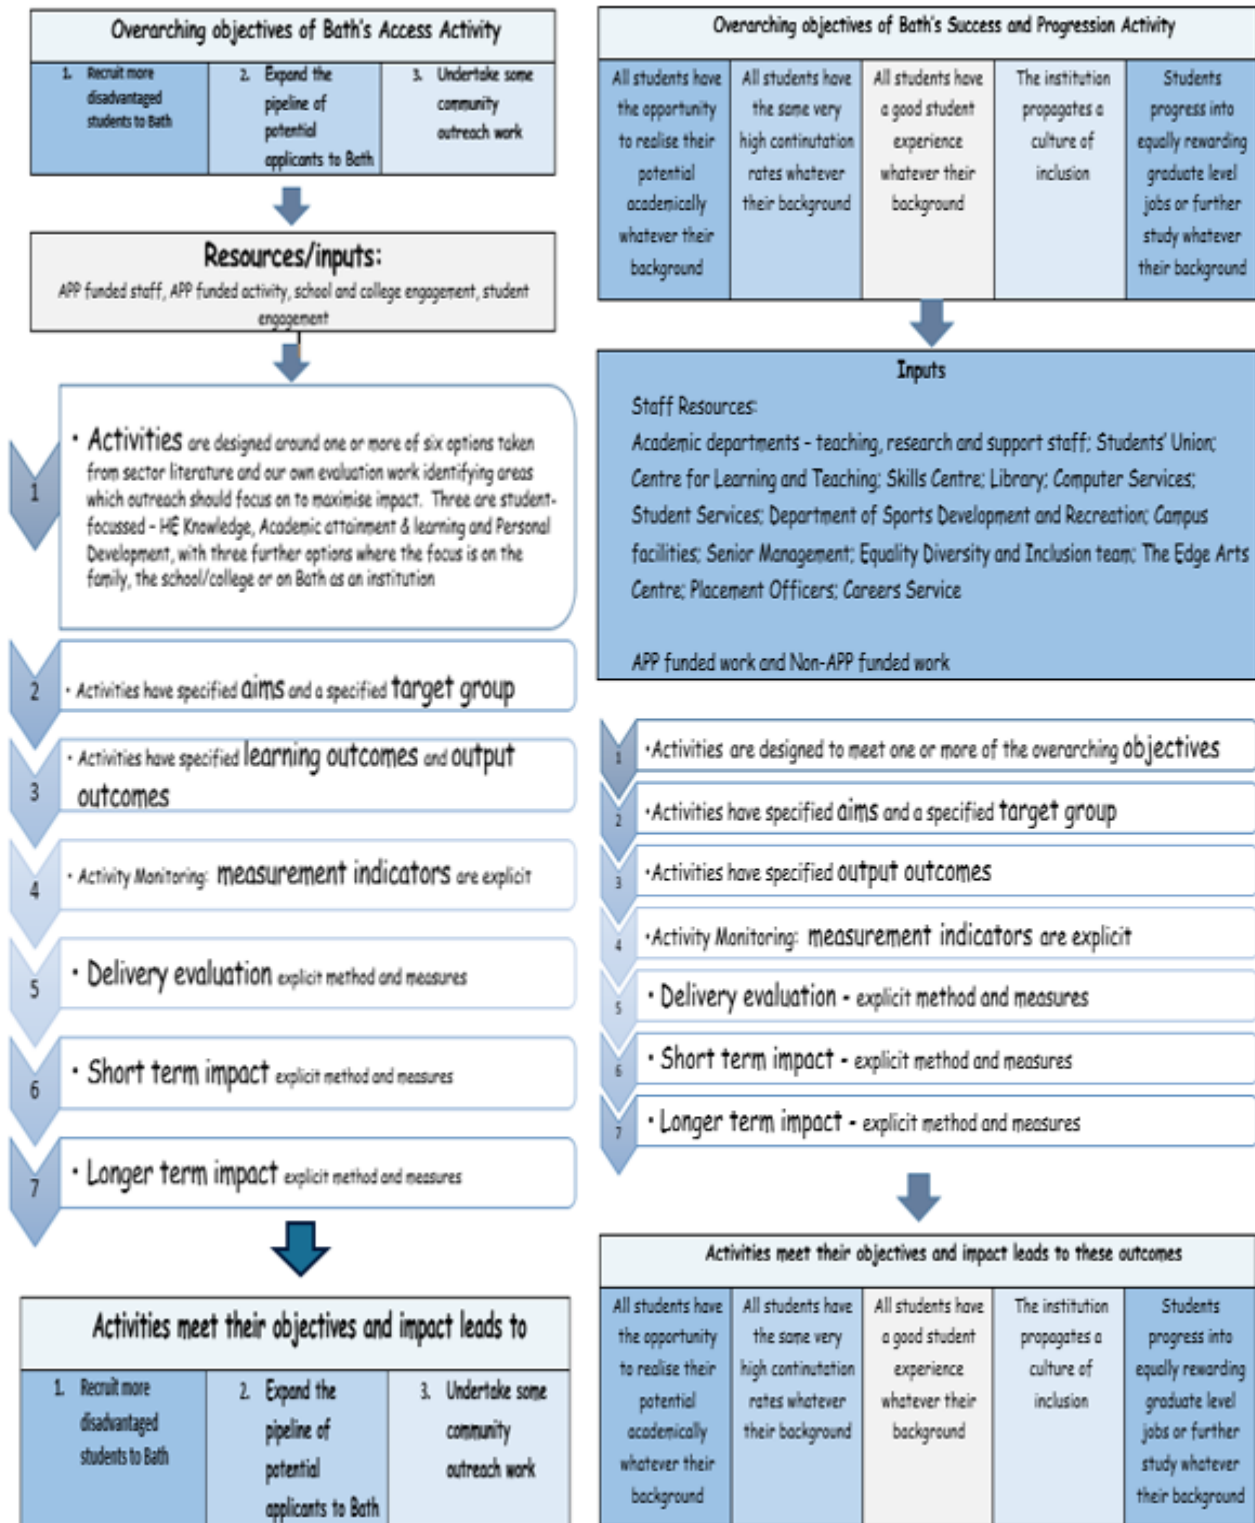 Overarching objectives of Bath's Access Activity
1. Recruit more
disadvantaged
students to Bath
2. Expand the
pipeline of
potential
applicants to Bath
3. Undertake some
community
outreach work
Resources/inputs:
APP funded staff, APP funded activity, school and college engagement, student
engagement
1
• Activities are designed around one or more of six options taken
from sector literature and our own evaluation work identifying areas
which outreach should focus on to maximise impact. Three are student-
focussed – HE Knowledge, Academic attainment & learning and Personal
Development, with three further options where the focus is on the
family, the school/college or on Bath as an institution
2
• Activities have specified aims and a specified target group
3
• Activities have specified learning outcomes and output
outcomes
4
• Activity Monitoring: measurement indicators are explicit
5
• Delivery evaluation explicit method and measures
6
• Short term impact explicit method and measures
7
• Longer term impact explicit method and measures
Activities meet their objectives and impact leads to
1. Recruit more
disadvantaged
students to Bath
2. Expand the
pipeline of
potential
applicants to Bath
3. Undertake some
community
outreach work
Overarching objectives of Bath's Success and Progression Activity
All students have
the opportunity
to realise their
potential
academically
whatever their
background
All students have
the same very
high continutation
rates whatever
their background
All students have
a good student
experience
whatever their
background
The institution
propagates a
culture of
inclusion
Students
progress into
equally rewarding
graduate level
jobs or further
study whatever
their background
Inputs
Staff Resources:
Academic departments – teaching, research and support staff; Students' Union;
Centre for Learning and Teaching; Skills Centre; Library; Computer Services;
Student Services; Department of Sports Development and Recreation; Campus
facilities; Senior Management; Equality Diversity and Inclusion team; The Edge Arts
Centre; Placement Officers; Careers Service
APP funded work and Non-APP funded work
1
•Activities are designed to meet one or more of the overarching objectives
2
•Activities have specified aims and a specified target group
3
•Activities have specified output outcomes
4
•Activity Monitoring: measurement indicators are explicit
5
• Delivery evaluation - explicit method and measures
6
• Short term impact - explicit method and measures
7
• Longer term impact - explicit method and measures
Activities meet their objectives and impact leads to these outcomes
All students have
the opportunity
to realise their
potential
academically
whatever their
background
All students have
the same very
high continutation
rates whatever
their background
All students have
a good student
experience
whatever their
background
The institution
propagates a
culture of
inclusion
Students
progress into
equally rewarding
graduate level
jobs or further
study whatever
their background